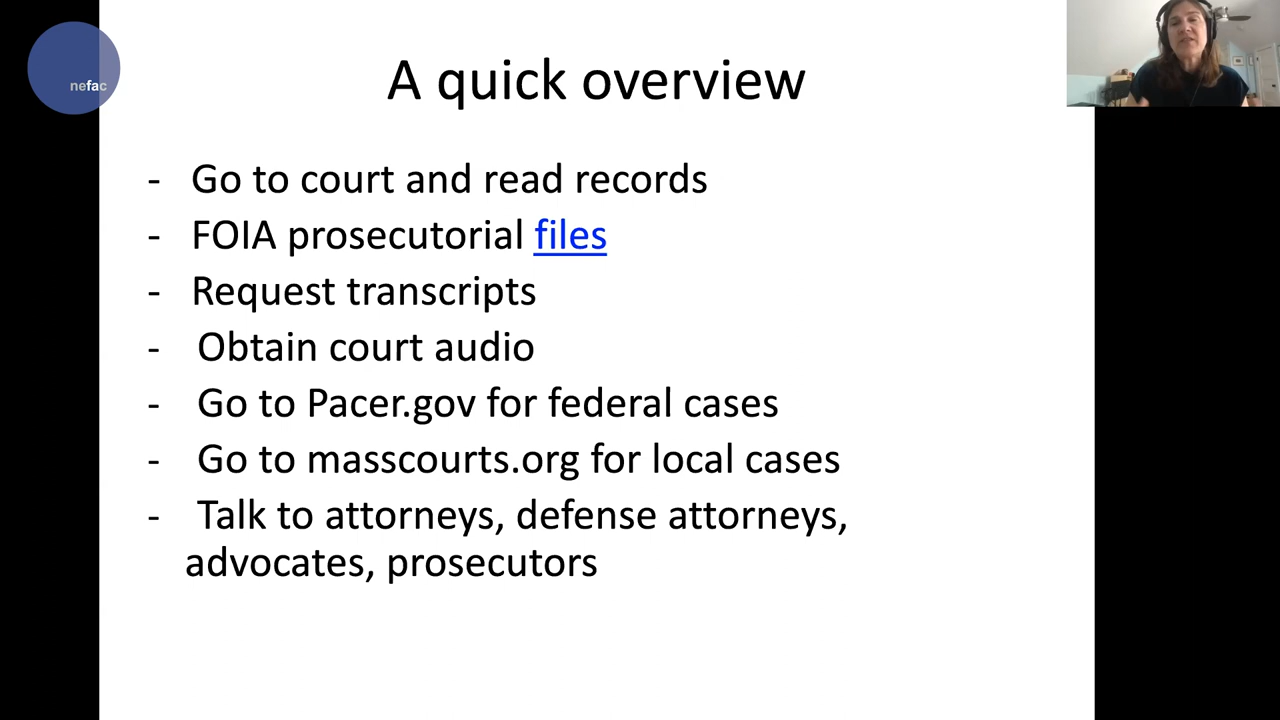 nefac
A quick overview
- Go to court and read records
- FOIA prosecutorial files
- Request transcripts
- Obtain court audio
- Go to Pacer.gov for federal cases
- Go to masscourts.org for local cases
- Talk to attorneys, defense attorneys,
advocates, prosecutors